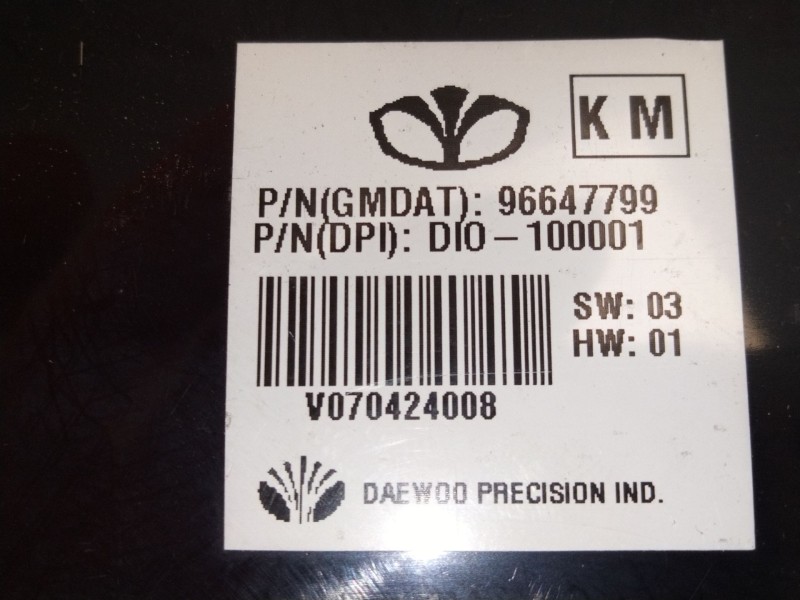 K M
P/N(GMDAT): 96647799
P/N(DPI): DIO-100001
SW: 03
HW: 01
V070424008
DAEWOO PRECISION IND.